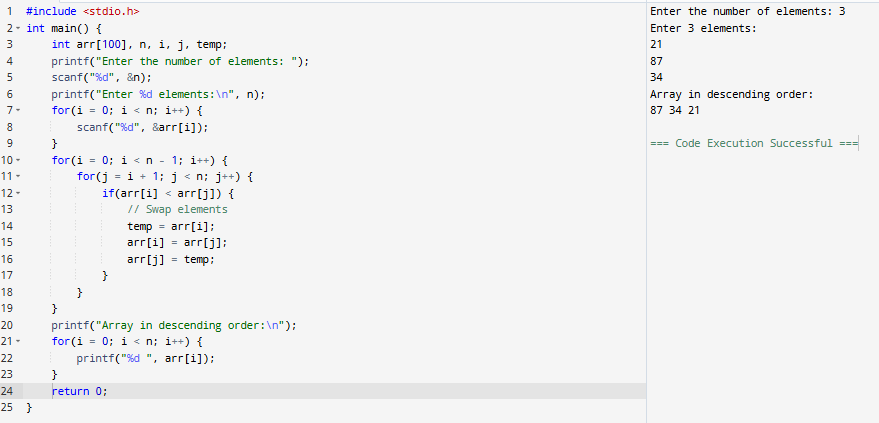 1 #include <stdio.h>
2 int main() {
3     int arr[100], n, i, j, temp;
4     printf("Enter the number of elements: ");
5     scanf("%d", &n);
6     printf("Enter %d elements:\n", n);
7     for(i = 0; i < n; i++) {
8         scanf("%d", &arr[i]);
9     }
10     for(i = 0; i < n - 1; i++) {
11         for(j = i + 1; j < n; j++) {
12             if(arr[i] < arr[j]) {
13                 // Swap elements
14                 temp = arr[i];
15                 arr[i] = arr[j];
16                 arr[j] = temp;
17             }
18         }
19     }
20     printf("Array in descending order:\n");
21     for(i = 0; i < n; i++) {
22         printf("%d ", arr[i]);
23     }
24     return 0;
25 }
Enter the number of elements: 3
Enter 3 elements:
21
87
34
Array in descending order:
87 34 21
=== Code Execution Successful ===